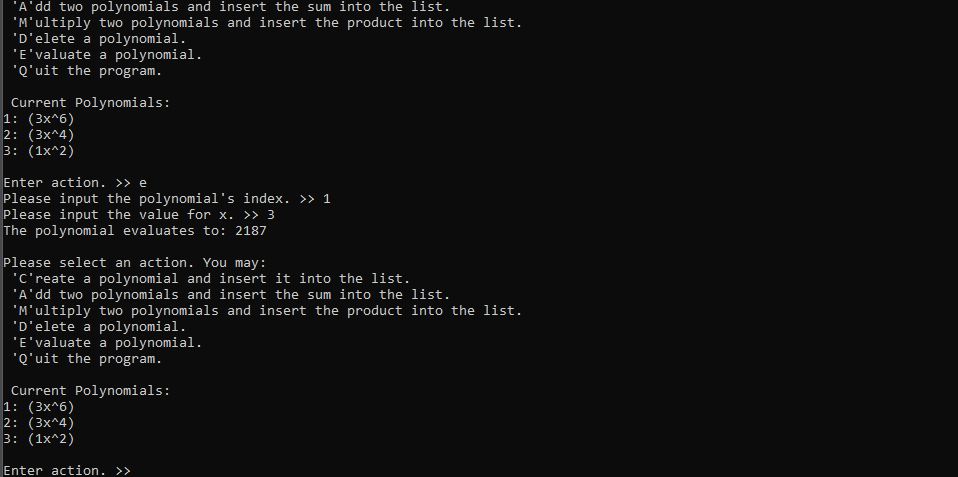 'A'dd two polynomials and insert the sum into the list.
'M'ultiply two polynomials and insert the product into the list.
'D'elete a polynomial.
'E'valuate a polynomial.
'Q'uit the program.
Current Polynomials:
1: (3x^6)
2: (3x^4)
3: (1x^2)
Enter action. >> e
Please input the polynomial's index. >> 1
Please input the value for x. >> 3
The polynomial evaluates to: 2187
Please select an action. You may:
'C'reate a polynomial and insert it into the list.
'A'dd two polynomials and insert the sum into the list.
'M'ultiply two polynomials and insert the product into the list.
'D'elete a polynomial.
'E'valuate a polynomial.
'Q'uit the program.
Current Polynomials:
1: (3x^6)
2: (3x^4)
3: (1x^2)
Enter action. >>